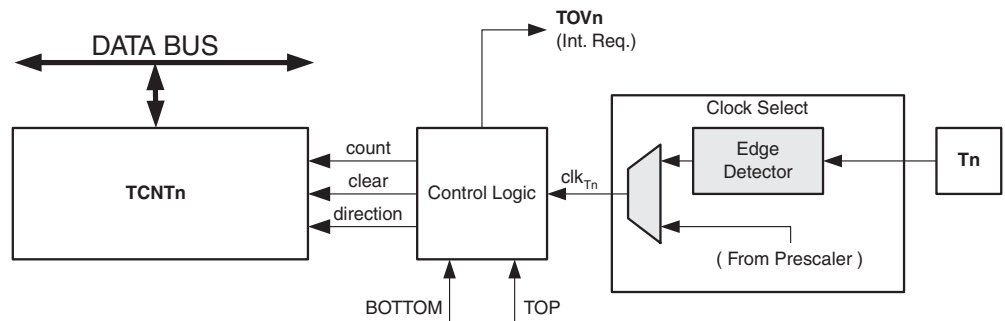 TOVn
(Int. Req.)
DATA BUS
Clock Select
count
Edge
Detector
Tn
TCNTn
clear
Control Logic
clkTn
direction
( From Prescaler )
BOTTOM
TOP